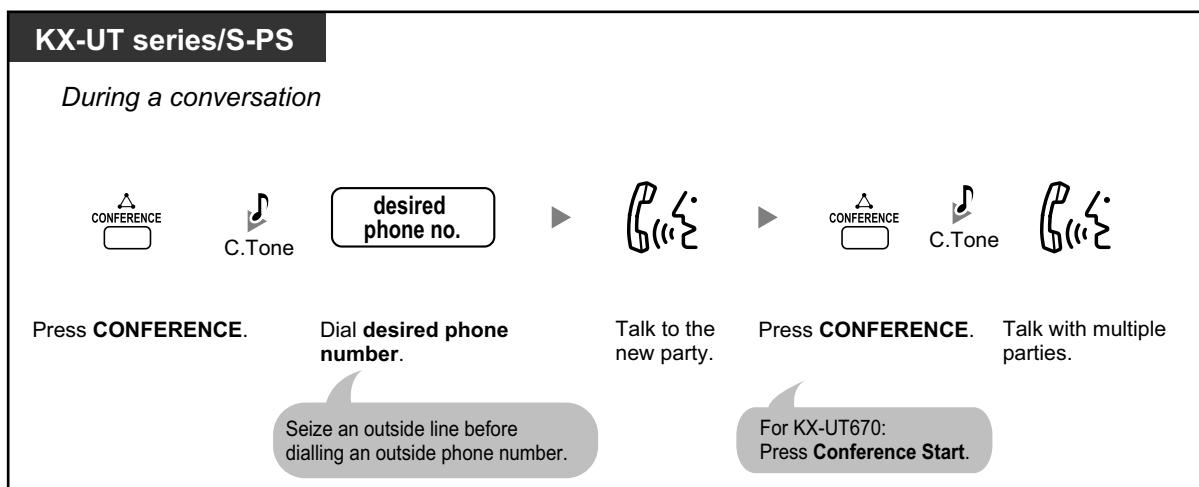 KX-UT series/S-PS
During a conversation
CONFERENCE
C.Tone
desired
phone no.
CONFERENCE
C.Tone
Press CONFERENCE.
Dial desired phone
number.
Talk to the
new party.
Press CONFERENCE.
Talk with multiple
parties.
Seize an outside line before
dialling an outside phone number.
For KX-UT670:
Press Conference Start.